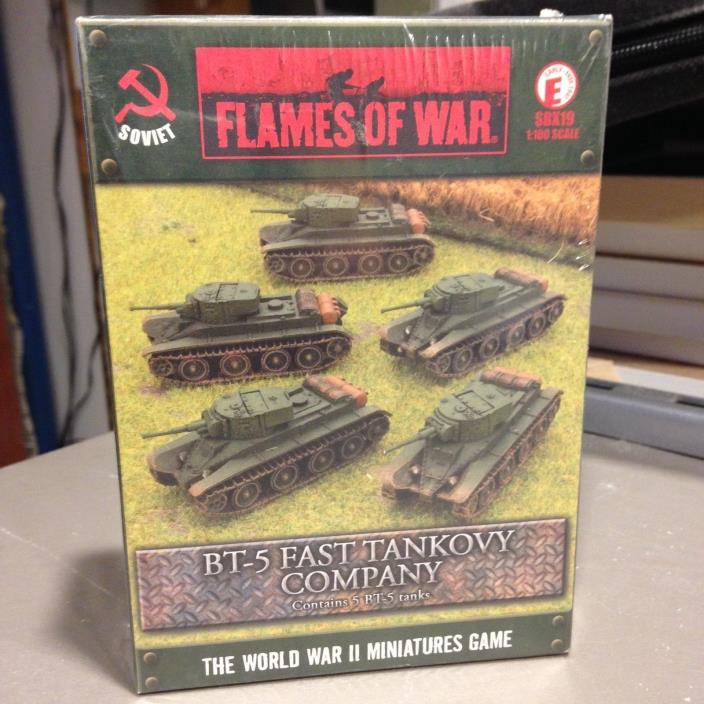 SOVIET
FLAMES OF WAR
E
SBX19
1:100 SCALE
BT-5 FAST TANKOVY
COMPANY
Contains 5 BT-5 tanks
THE WORLD WAR II MINIATURES GAME